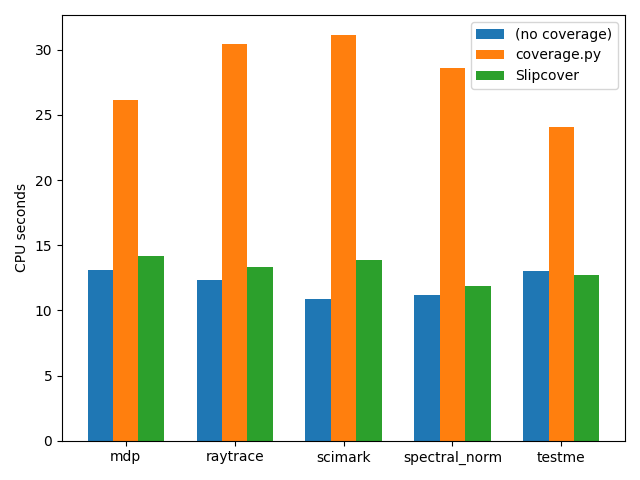 (no coverage)
coverage.py
Slipcover
CPU seconds
30
25
20
15
10
5
0
mdp raytrace scimark spectral_norm testme